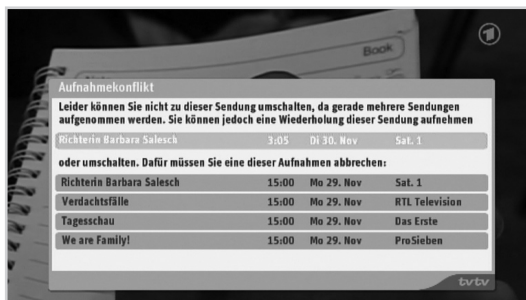 Book
Aufnahmekonflikt
Leider können Sie nicht zu dieser Sendung umschalten, da gerade mehrere Sendungen
aufgenommen werden. Sie können jedoch eine Wiederholung dieser Sendung aufnehmen
Richterin Barbara Salesch 3:05 Di 30. Nov Sat. 1
oder umschalten. Dafür müssen Sie eine dieser Aufnahmen abbrechen:
Richterin Barbara Salesch 15:00 Mo 29. Nov Sat. 1
Verdachtsfälle 15:00 Mo 29. Nov RTL Television
Tagesschau 15:00 Mo 29. Nov Das Erste
We are Family! 15:00 Mo 29. Nov ProSieben
tvtv